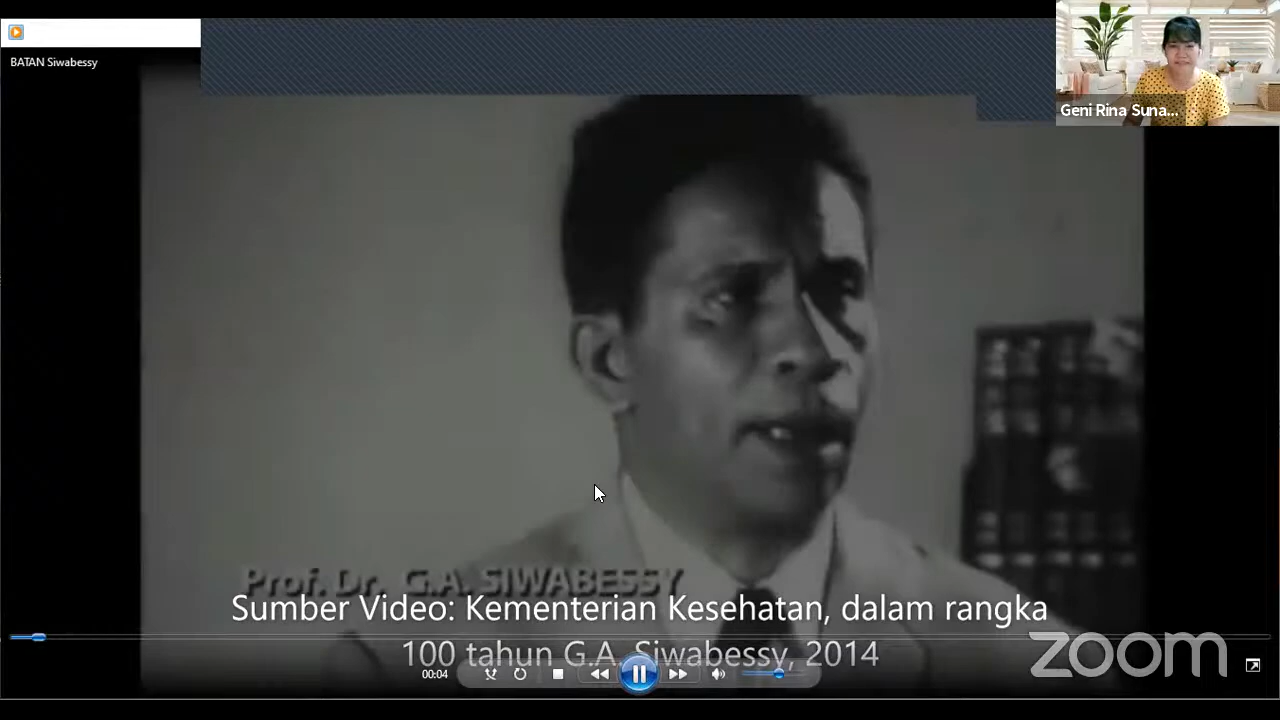 BATAN Siwabessy
Geni Rina Suna...
Prof. Dr. G.A. SIWABESSY
Sumber Video: Kementerian Kesehatan, dalam rangka
100 tahun G.A. Siwabessy, 2014
00:04
zoom